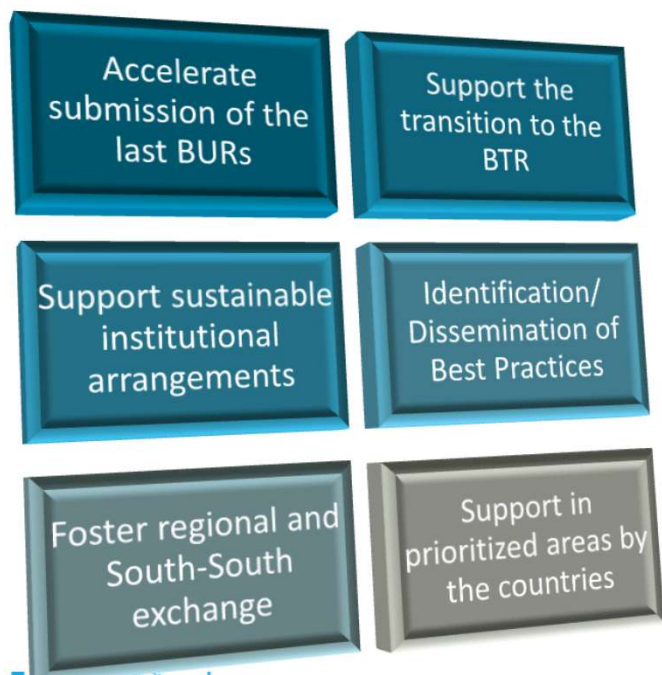 Accelerate
submission of the
last BURs
Support the
transition to the
BTR
Support sustainable
institutional
arrangements
Identification/
Dissemination of
Best Practices
Foster regional and
South-South
exchange
Support in
prioritized areas by
the countries